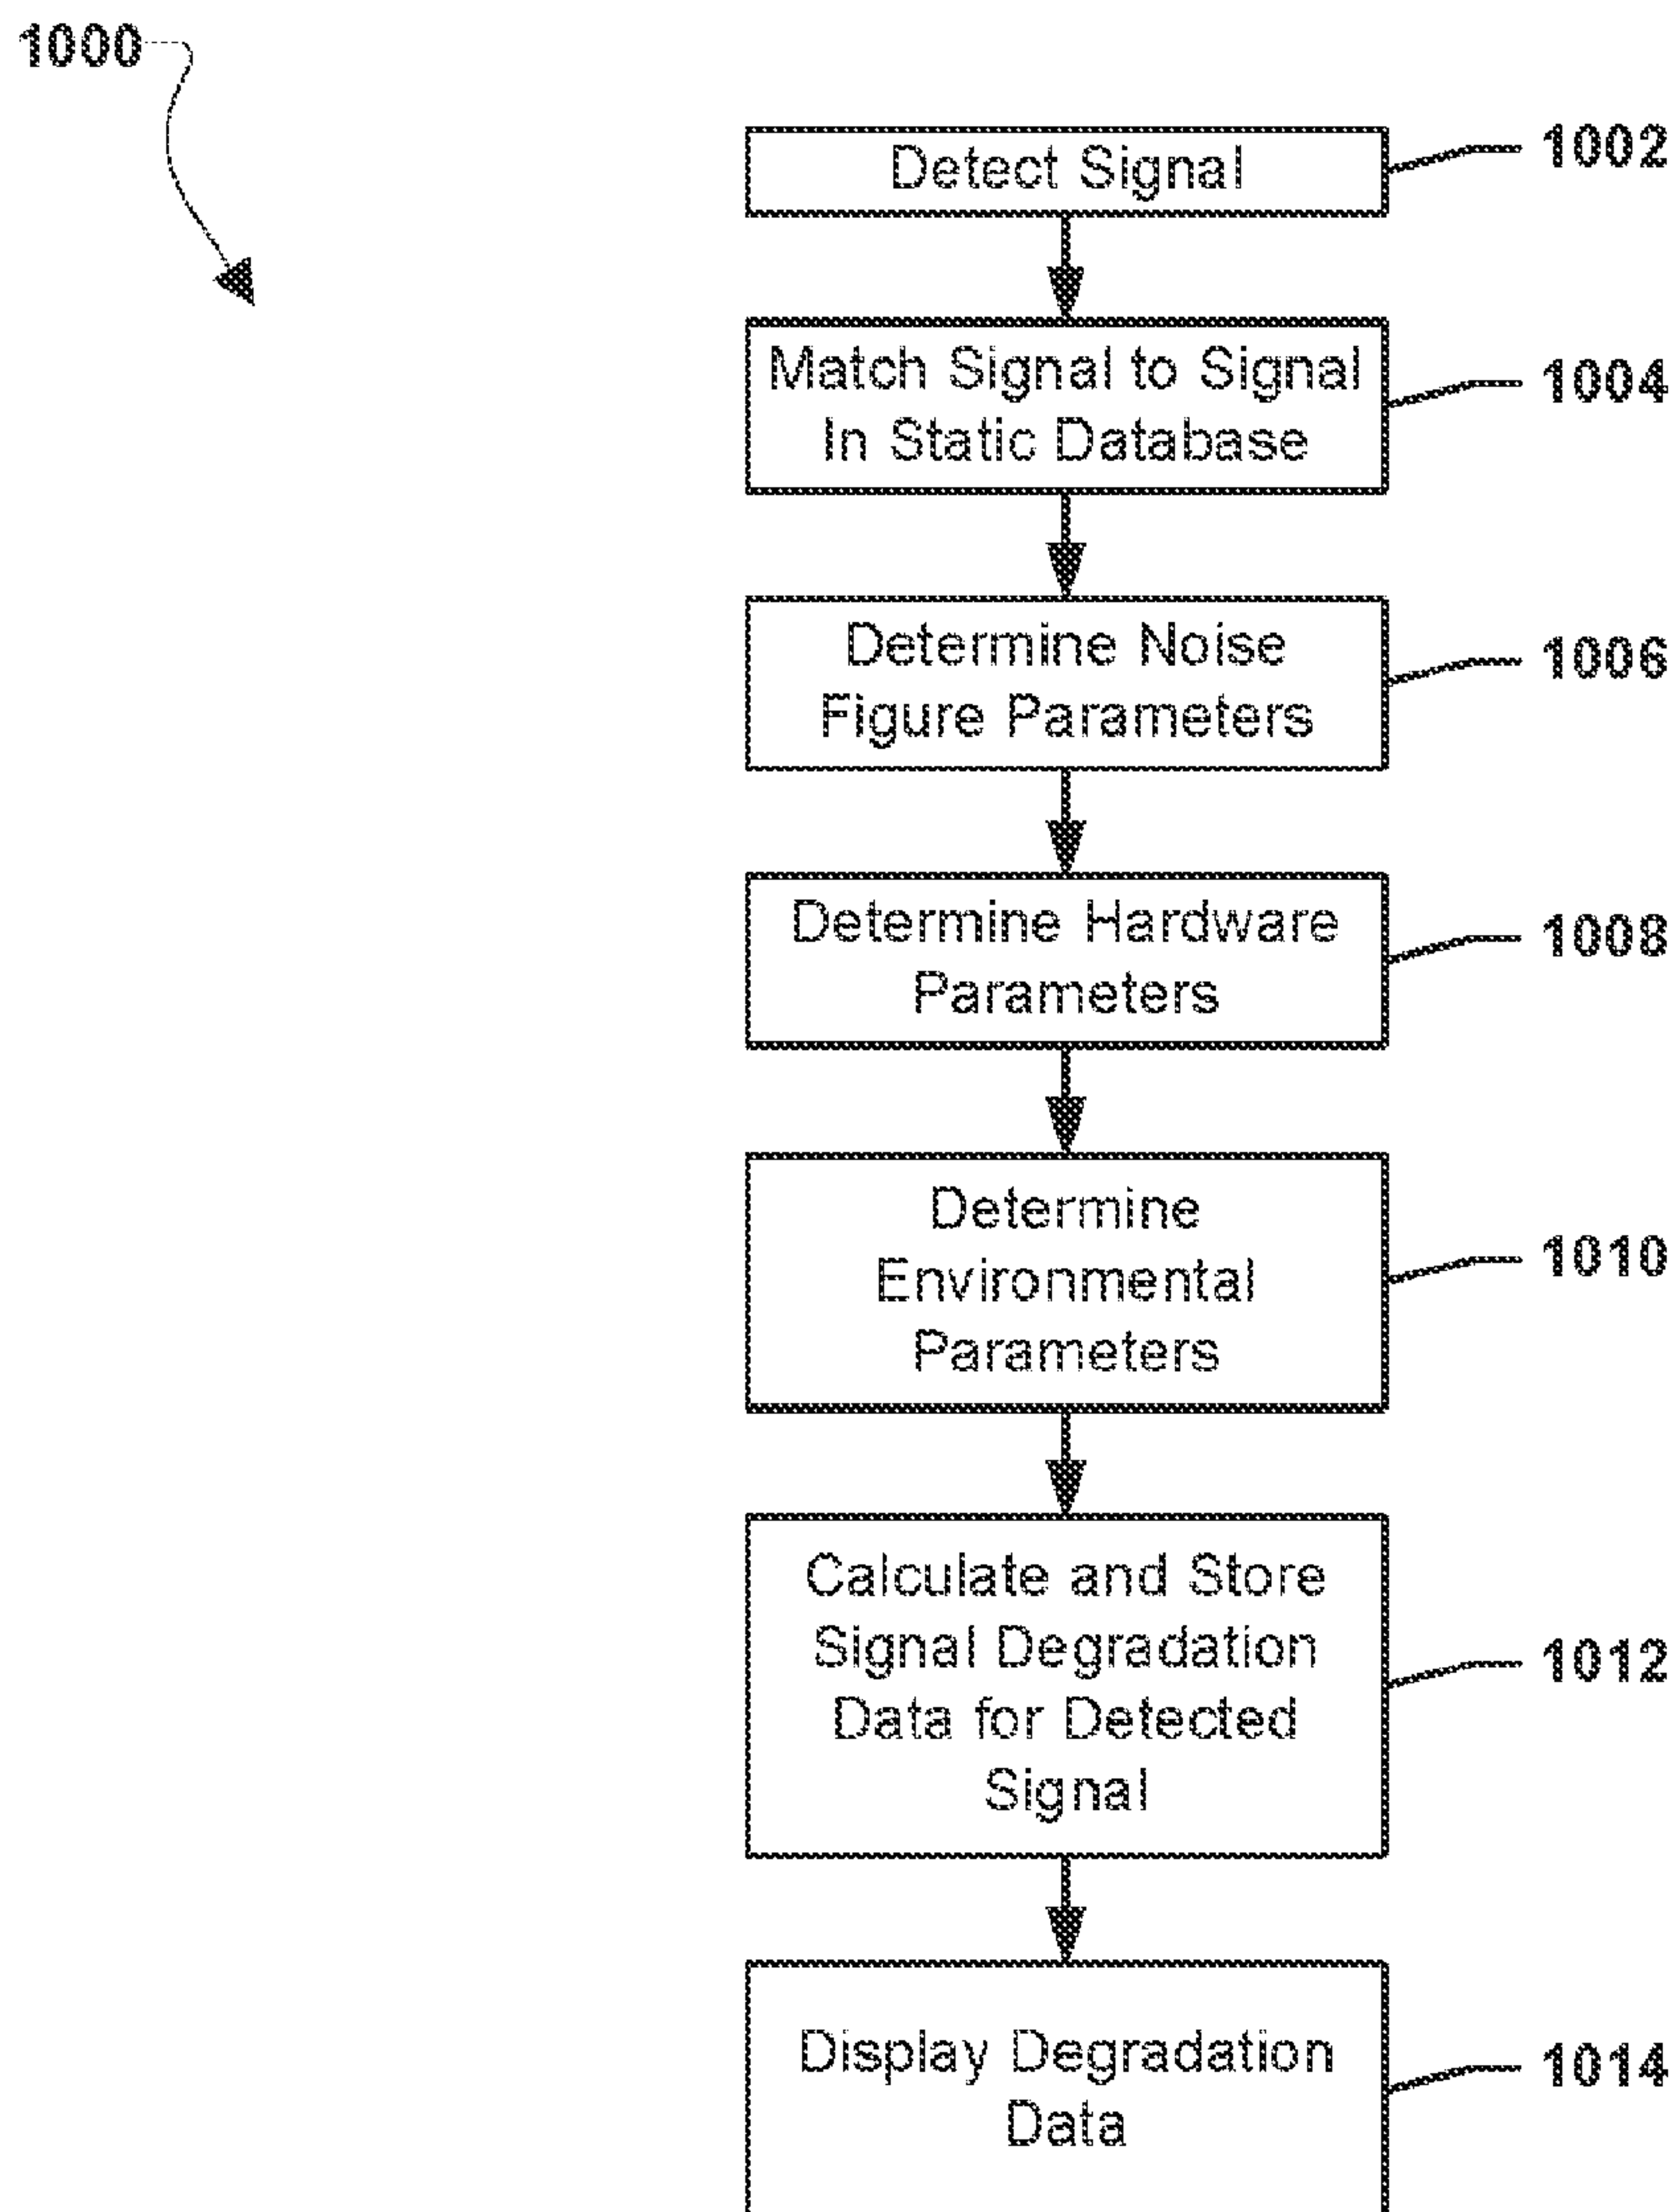 1000
Detect Signal
1002
Match Signal to Signal
In Static Database
1004
Determine Noise
Figure Parameters
1006
Determine Hardware
Parameters
1008
Determine
Environmental
Parameters
1010
Calculate and Store
Signal Degradation
Data for Detected
Signal
1012
Display Degradation
Data
1014